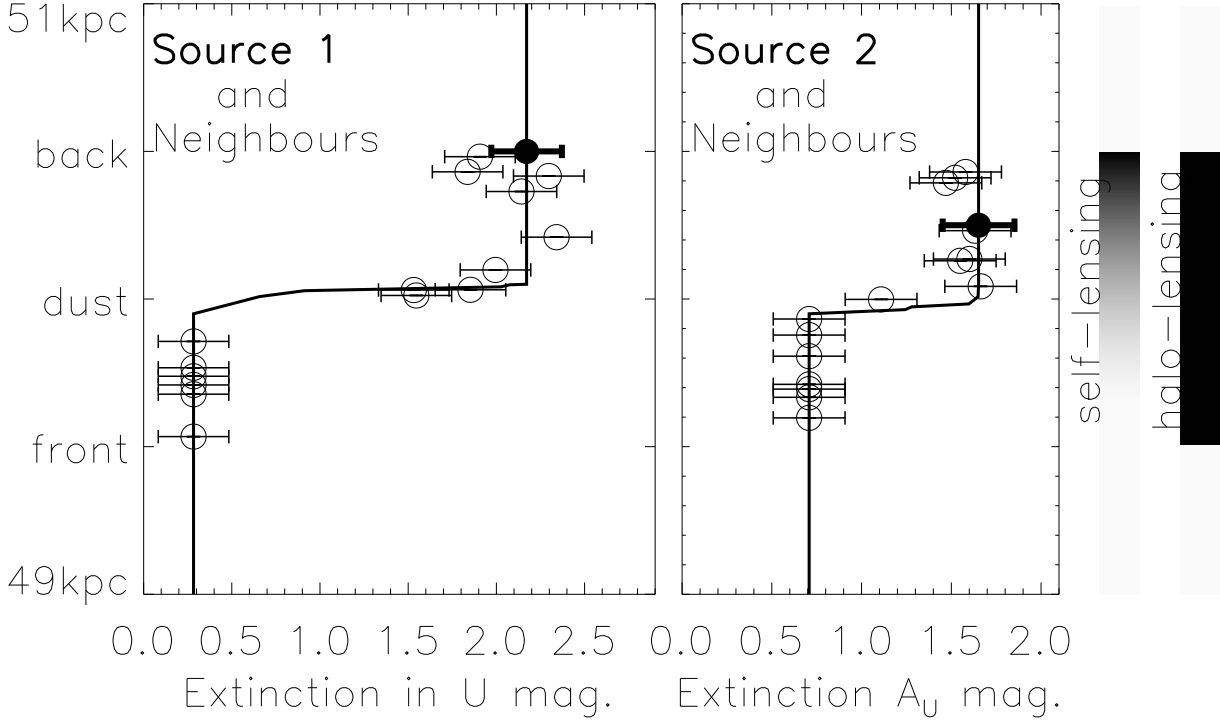 51kpc
back
dust
front
49kpc
Source 1
and
Neighbours
0.0 0.5 1.0 1.5 2.0 2.5
Extinction in U mag.
Source 2
and
Neighbours
0.0 0.5 1.0 1.5 2.0
Extinction A_U mag.
self-lensing
halo-lensing